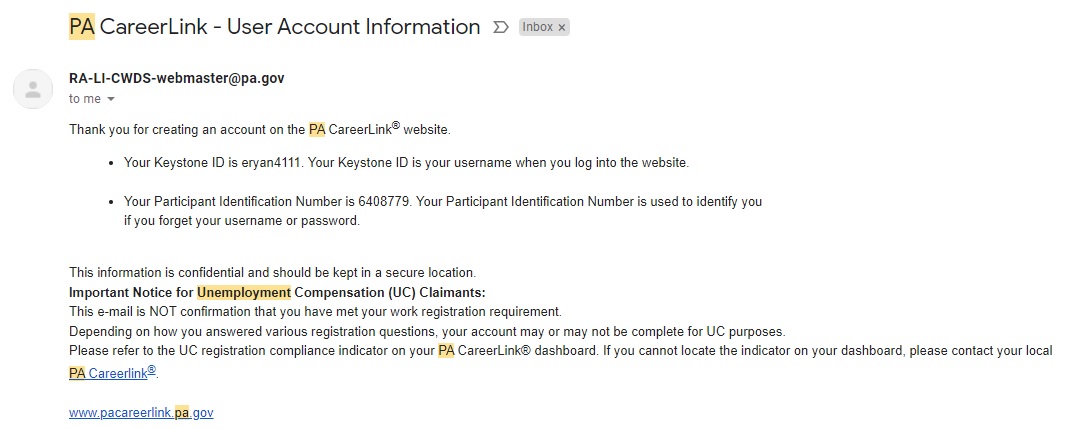 PA CareerLink - User Account Information Inbox x
RA-LI-CWDS-webmaster@pa.gov
to me
Thank you for creating an account on the PA CareerLink® website.
• Your Keystone ID is eryan4111. Your Keystone ID is your username when you log into the website.
• Your Participant Identification Number is 6408779. Your Participant Identification Number is used to identify you
if you forget your username or password.
This information is confidential and should be kept in a secure location.
Important Notice for Unemployment Compensation (UC) Claimants:
This e-mail is NOT confirmation that you have met your work registration requirement.
Depending on how you answered various registration questions, your account may or may not be complete for UC purposes.
Please refer to the UC registration compliance indicator on your PA CareerLink® dashboard. If you cannot locate the indicator on your dashboard, please contact your local
PA Careerlink®.
www.pacareerlink.pa.gov